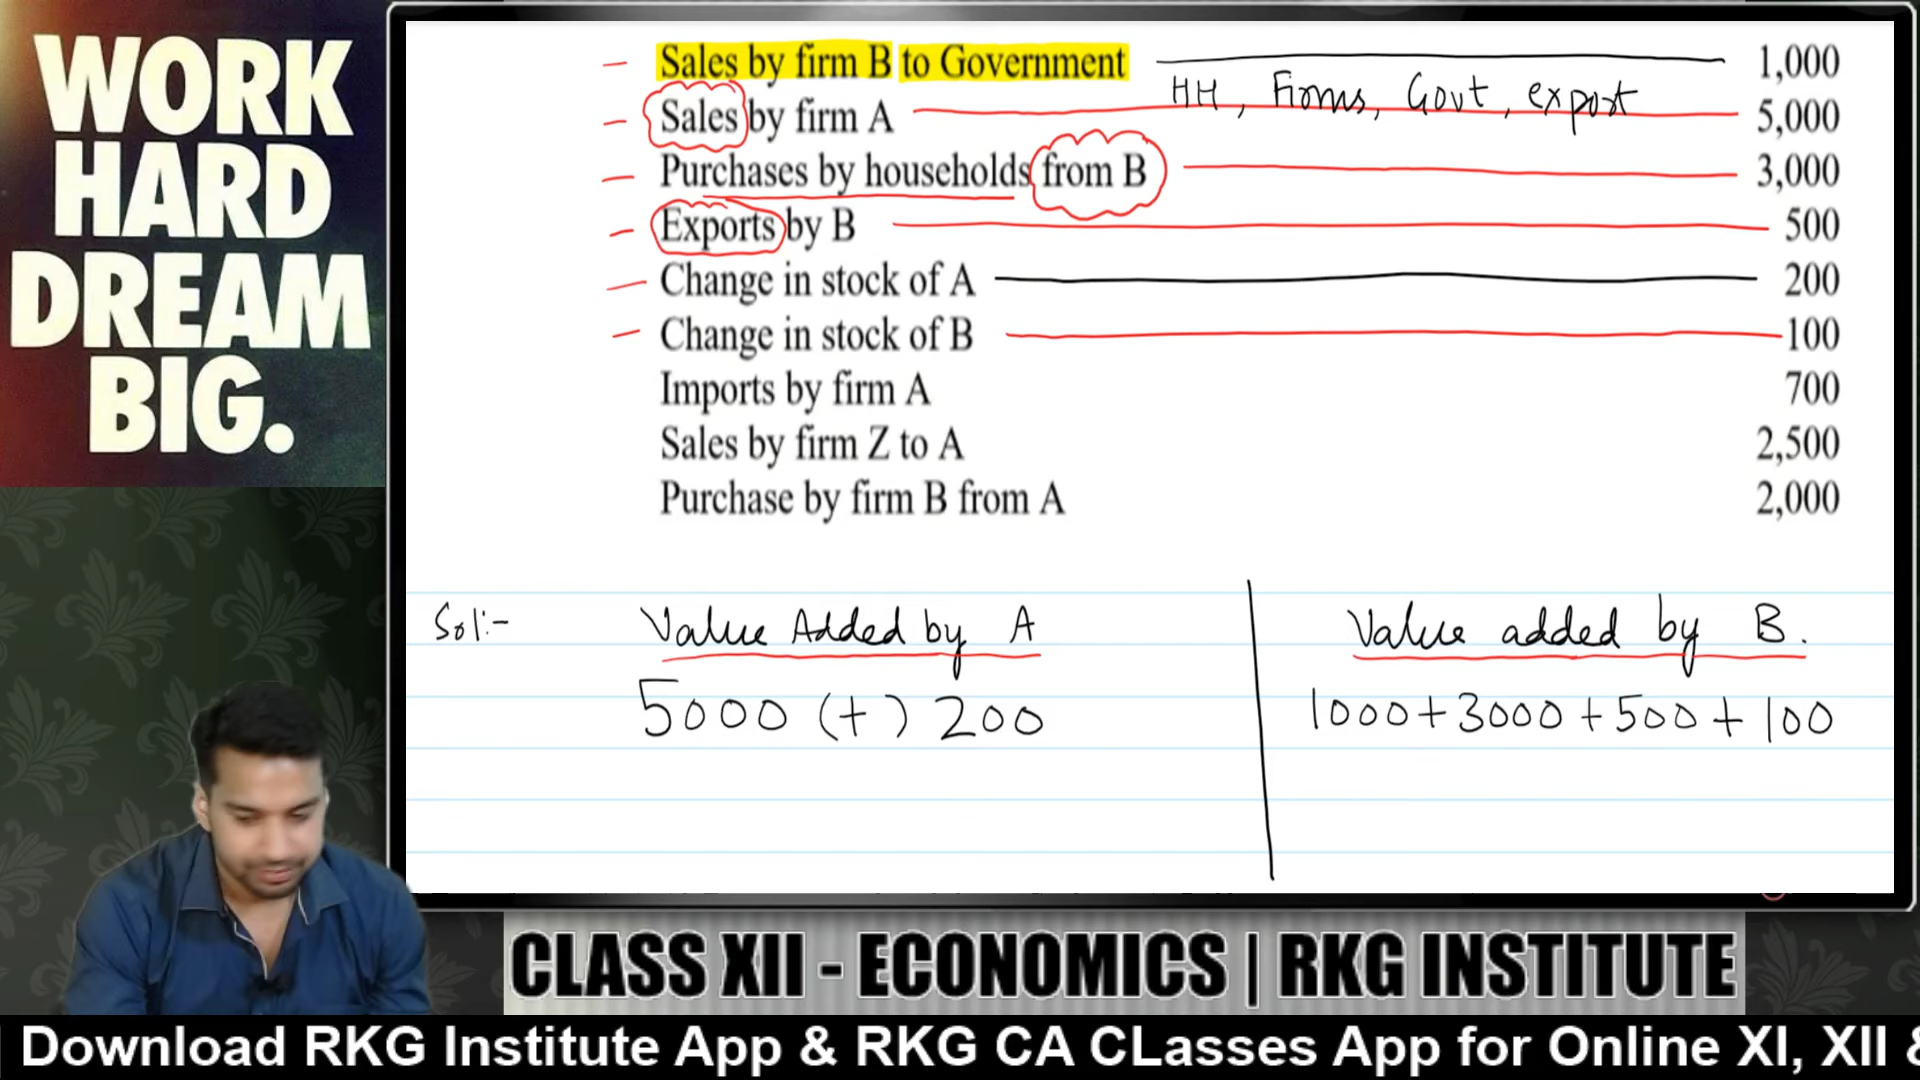 WORK
HARD
DREAM
BIG.
Sales by firm B to Government 1,000
HH, Firms, Govt, export
Sales by firm A 5,000
Purchases by households from B 3,000
Exports by B 500
Change in stock of A 200
Change in stock of B 100
Imports by firm A 700
Sales by firm Z to A 2,500
Purchase by firm B from A 2,000
Sol:- Value Added by A Value added by B.
5000 (+) 200 1000+3000+500+100
CLASS XII - ECONOMICS | RKG INSTITUTE
Download RKG Institute App & RKG CA CLasses App for Online XI, XII &